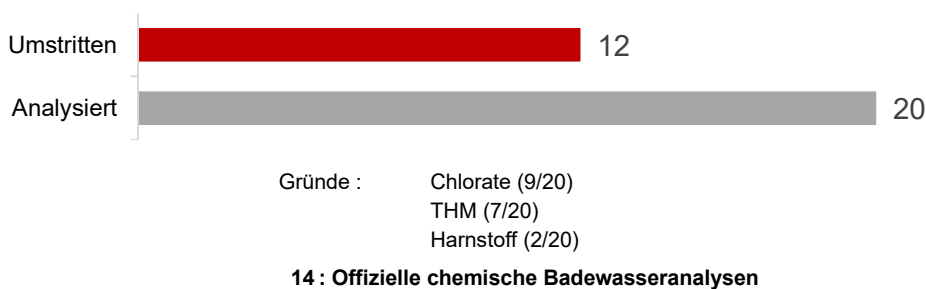 Umstritten 12
Analysiert 20
Gründe : Chlorate (9/20)
THM (7/20)
Harnstoff (2/20)
14 : Offizielle chemische Badewasseranalysen